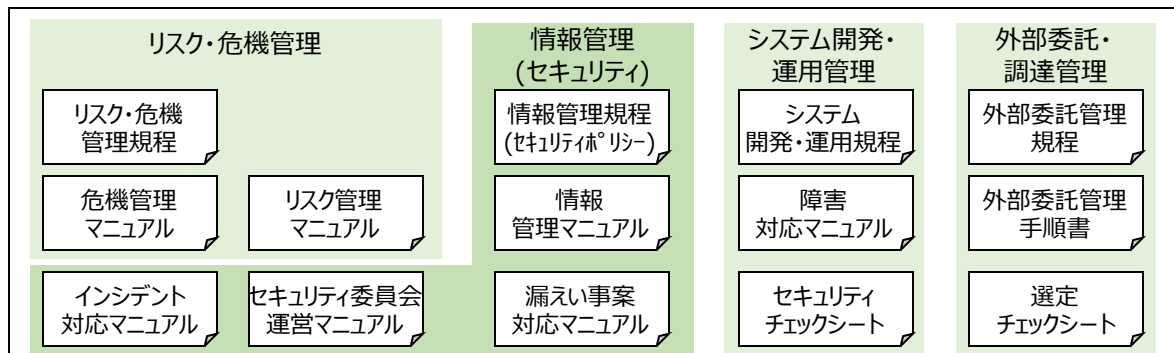 リスク・危機管理
情報管理
(セキュリティ)
システム開発・
運用管理
外部委託・
調達管理
リスク・危機
管理規程
情報管理規程
(ｾｷｭﾘﾃｨﾎﾟﾘｼｰ)
システム
開発・運用規程
外部委託管理
規程
危機管理
マニュアル
リスク管理
マニュアル
情報
管理マニュアル
障害
対応マニュアル
外部委託管理
手順書
インシデント
対応マニュアル
セキュリティ委員会
運営マニュアル
漏えい事案
対応マニュアル
セキュリティ
チェックシート
選定
チェックシート